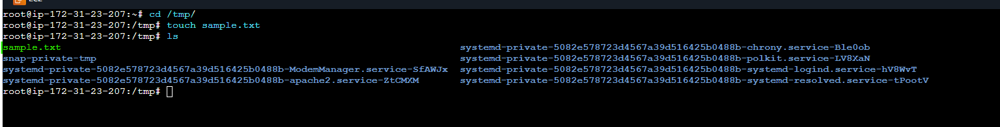 root@ip-172-31-23-207:~# cd /tmp/
root@ip-172-31-23-207:/tmp# touch sample.txt
root@ip-172-31-23-207:/tmp# ls
sample.txt systemd-private-5082e578723d4567a39d516425b0488b-chrony.service-Ble0ob
snap-private-tmp systemd-private-5082e578723d4567a39d516425b0488b-polkit.service-LV8XaN
systemd-private-5082e578723d4567a39d516425b0488b-ModemManager.service-SfAWJx systemd-private-5082e578723d4567a39d516425b0488b-systemd-logind.service-hV8WvT
systemd-private-5082e578723d4567a39d516425b0488b-apache2.service-ZtCMXM systemd-private-5082e578723d4567a39d516425b0488b-systemd-resolved.service-tPootV
root@ip-172-31-23-207:/tmp#